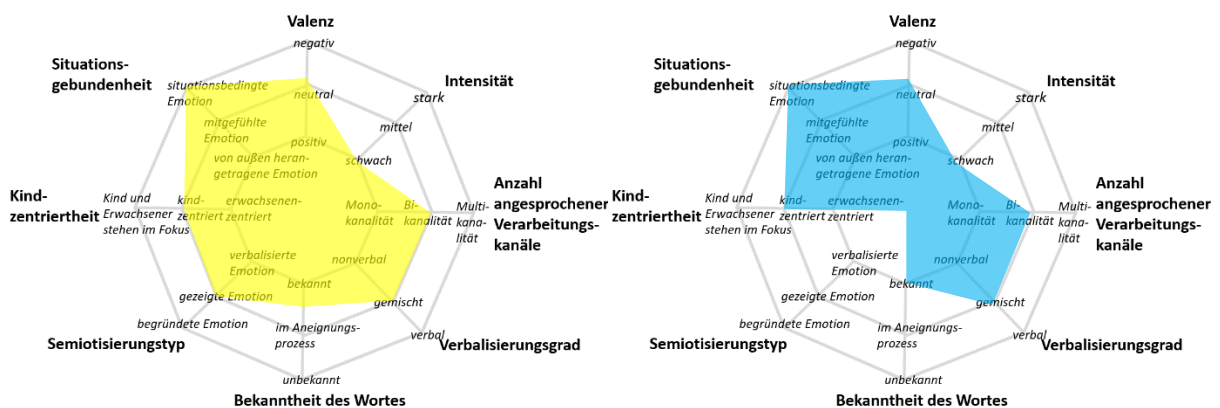 Valenz
negativ
Situations-
gebundenheit
situationsbedingte
Emotion
neutral
Intensität
stark
mitgefühlte
Emotion
mittel
positiv
von außen heran-
getragene Emotion
schwach
Kind-
zentriertheit
Kind und
Erwachsener
stehen im Fokus
kind-
zentriert
erwachsenen-
zentriert
Mono-
kanalität
Bi-
kanalität
Multi-
kana-
lität
Anzahl
angesprochener
Verarbeitungs-
kanäle
verbalisierte
Emotion
nonverbal
bekannt
gezeigte Emotion
gemischt
begründete Emotion
im Aneignungs-
prozess
verbal
Semiotisierungstyp
Verbalisierungsgrad
unbekannt
Bekanntheit des Wortes
Valenz
negativ
Situations-
gebundenheit
situationsbedingte
Emotion
neutral
Intensität
stark
mitgefühlte
Emotion
mittel
positiv
von außen heran-
getragene Emotion
schwach
Kind-
zentriertheit
Kind und
Erwachsener
stehen im Fokus
kind-
zentriert
erwachsenen-
zentriert
Mono-
kanalität
Bi-
kanalität
Multi-
kana-
lität
Anzahl
angesprochener
Verarbeitungs-
kanäle
verbalisierte
Emotion
nonverbal
bekannt
gezeigte Emotion
gemischt
begründete Emotion
im Aneignungs-
prozess
verbal
Semiotisierungstyp
Verbalisierungsgrad
unbekannt
Bekanntheit des Wortes